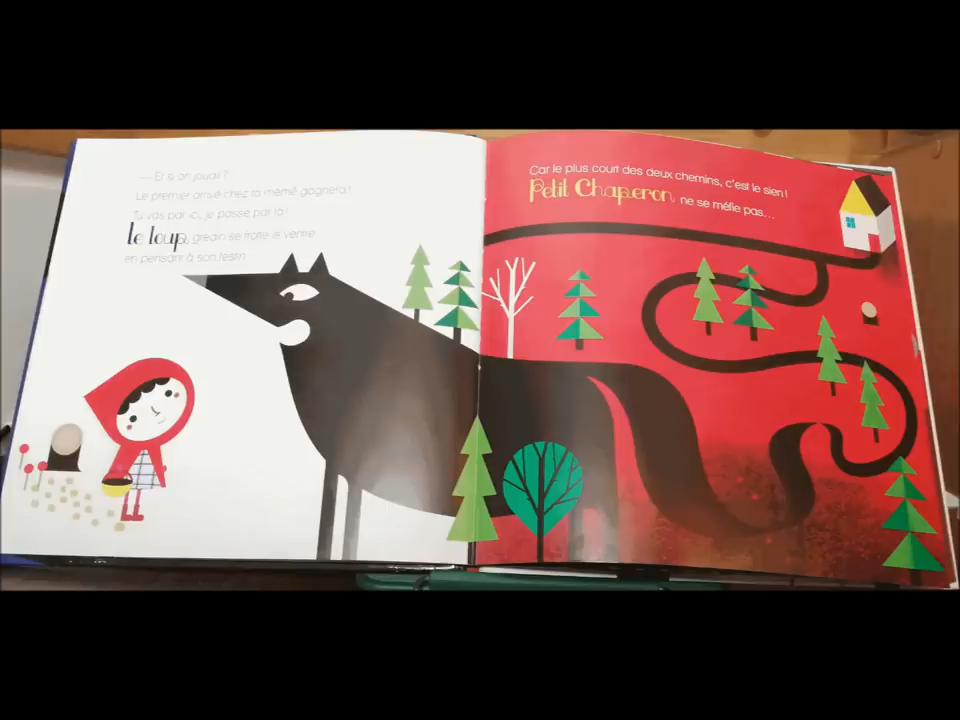 — Et si on jouait ?
Le premier arrivé chez ta mémé gagnera !
Tu vas par ici, je passe par là !
Le loup, gredin se frotte le ventre
en pensant à son festin.
Car le plus court des deux chemins, c'est le sien !
Petit Chaperon ne se méfie pas...